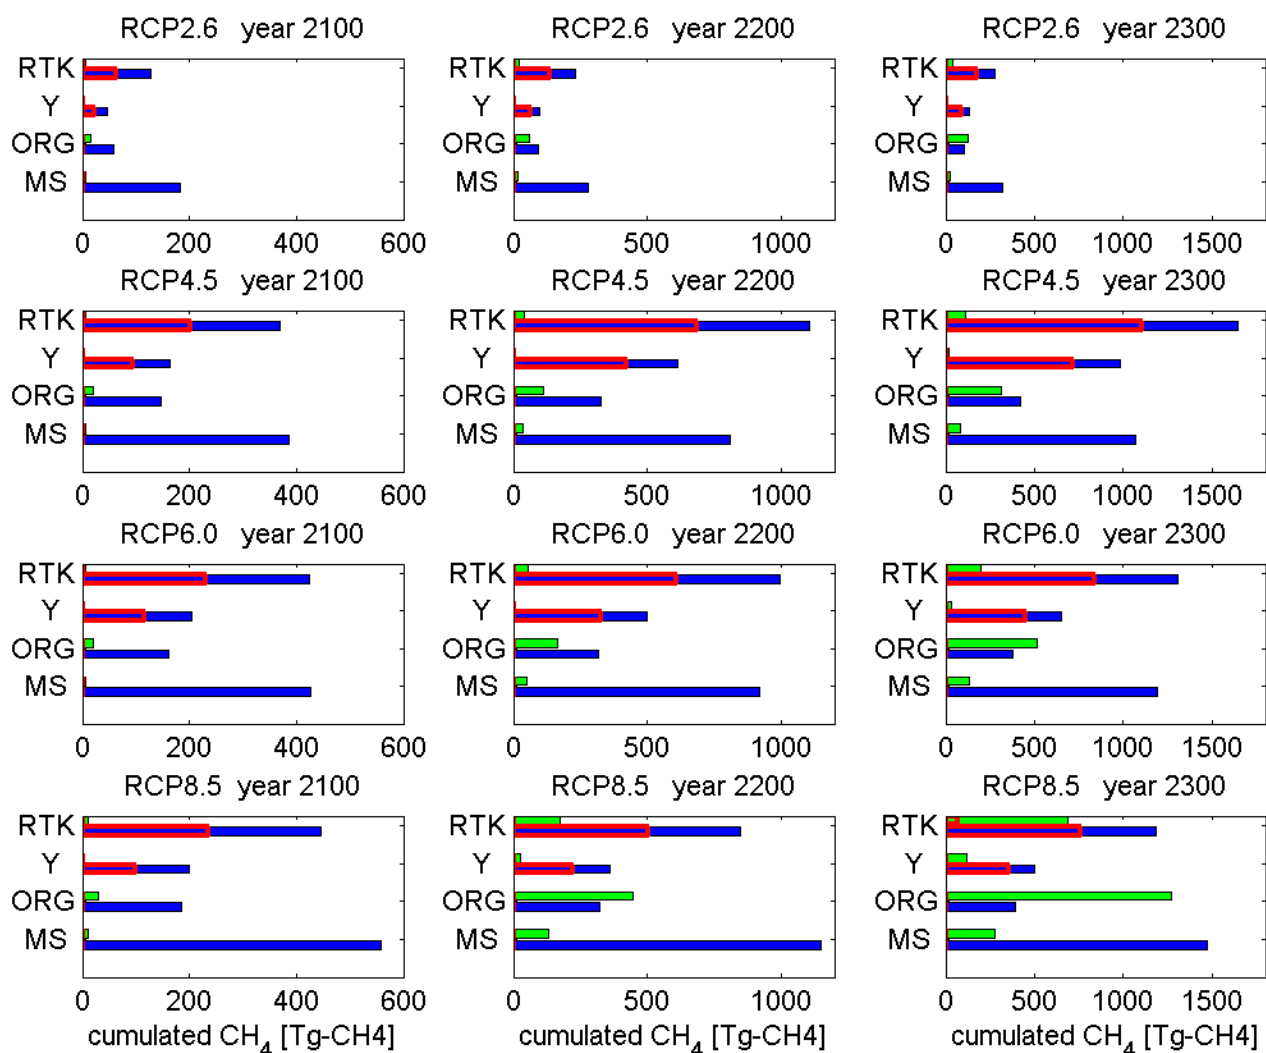 RCP2.6 year 2100
RTK
Y
ORG
MS
0 200 400 600
RCP2.6 year 2200
RTK
Y
ORG
MS
0 500 1000
RCP2.6 year 2300
RTK
Y
ORG
MS
0 500 1000 1500
RCP4.5 year 2100
RTK
Y
ORG
MS
0 200 400 600
RCP4.5 year 2200
RTK
Y
ORG
MS
0 500 1000
RCP4.5 year 2300
RTK
Y
ORG
MS
0 500 1000 1500
RCP6.0 year 2100
RTK
Y
ORG
MS
0 200 400 600
RCP6.0 year 2200
RTK
Y
ORG
MS
0 500 1000
RCP6.0 year 2300
RTK
Y
ORG
MS
0 500 1000 1500
RCP8.5 year 2100
RTK
Y
ORG
MS
0 200 400 600
cumulated CH₄ [Tg-CH4]
RCP8.5 year 2200
RTK
Y
ORG
MS
0 500 1000
cumulated CH₄ [Tg-CH4]
RCP8.5 year 2300
RTK
Y
ORG
MS
0 500 1000 1500
cumulated CH₄ [Tg-CH4]